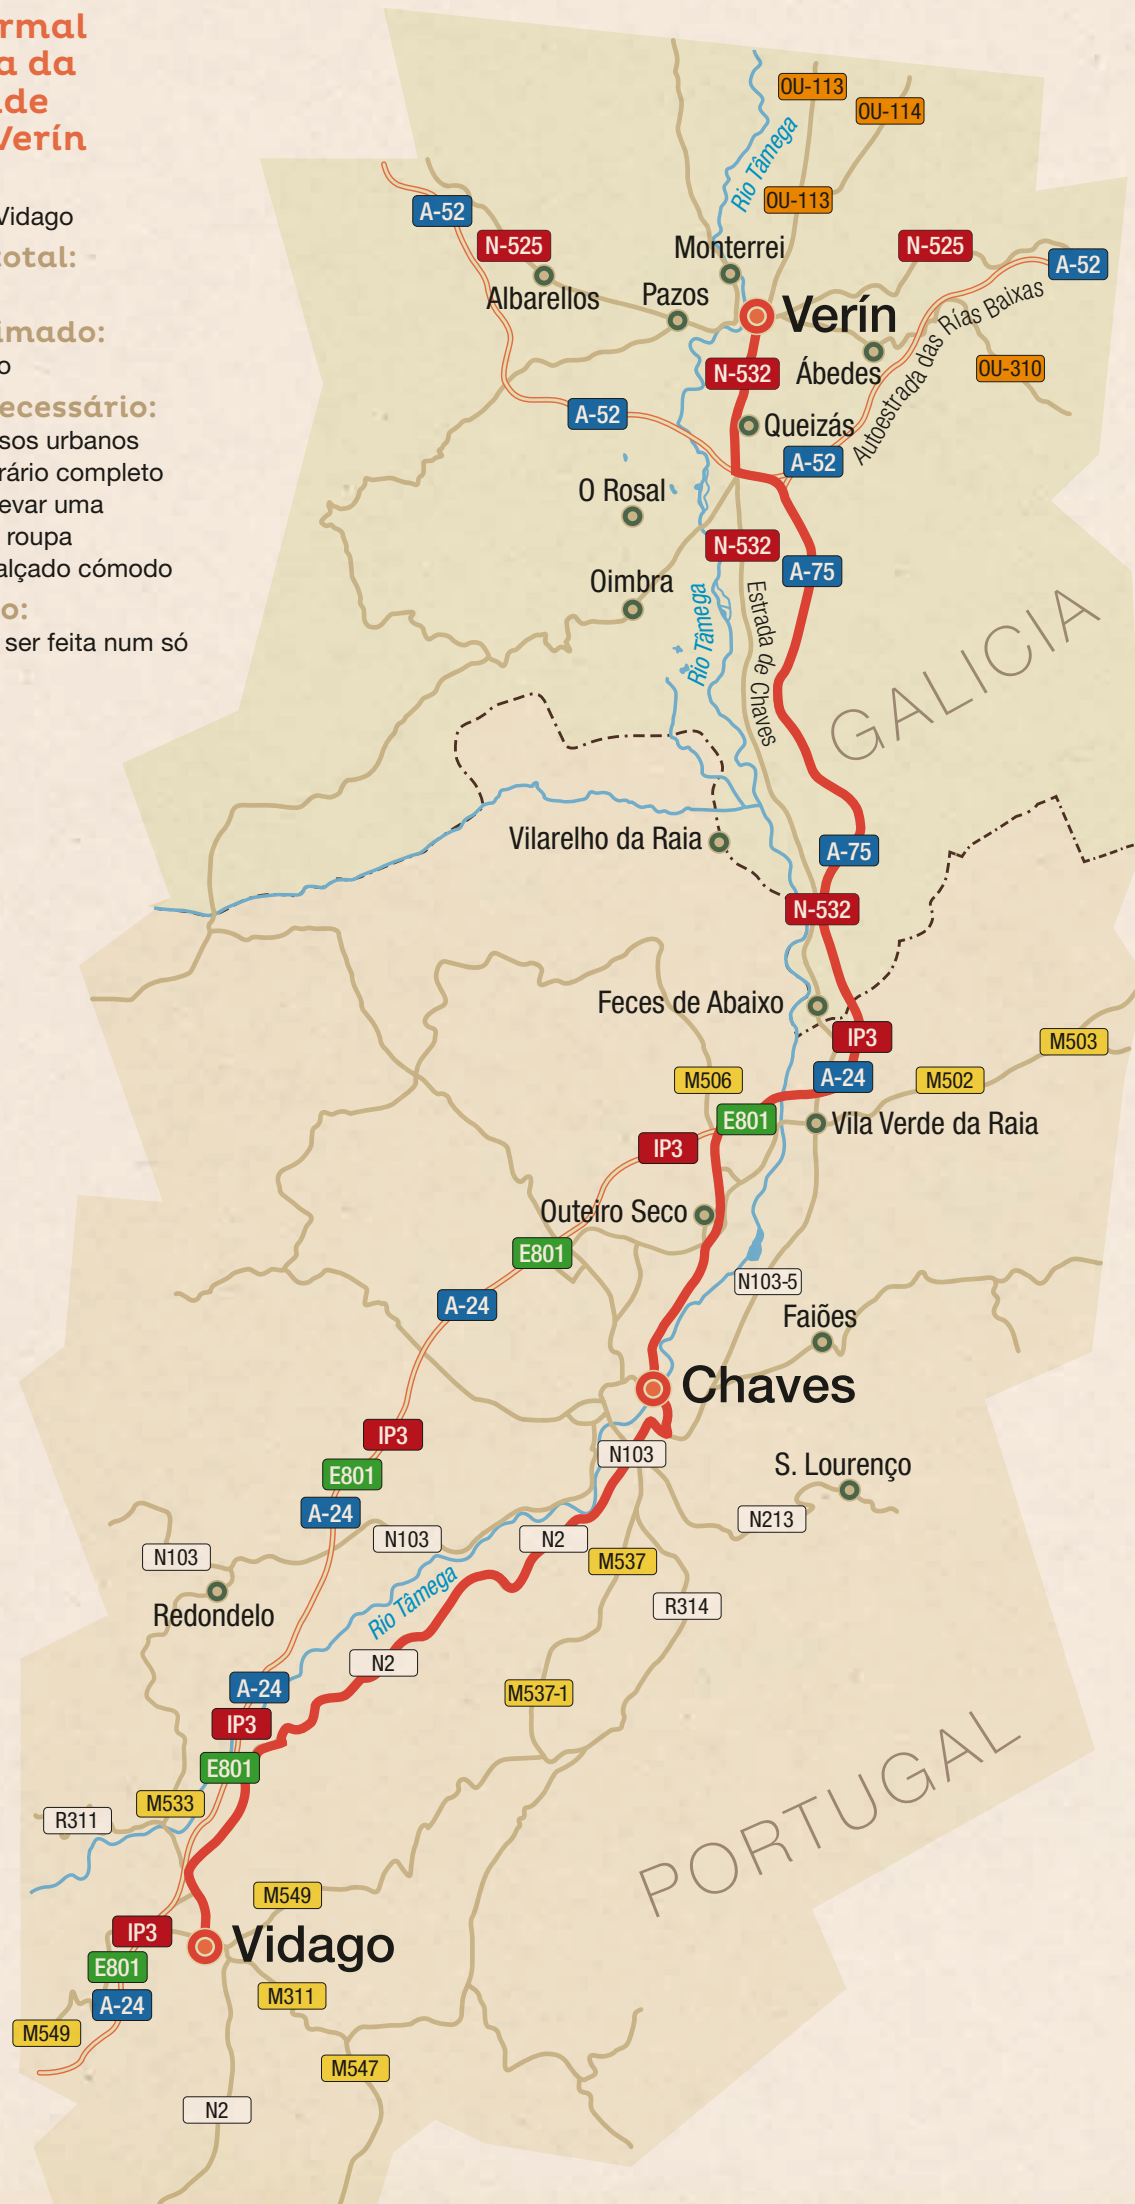 rmal
a da
de
Verín
Vidago
total:
imado:
o
ecessário:
sos urbanos
rário completo
evar uma
roupa
alçado cómodo
o:
ser feita num só
OU-113
OU-114
Rio Tâmega
OU-113
A-52
N-525
Monterrei
N-525
A-52
Albarellos
Pazos
Verín
Autoestrada das Rías Baixas
N-532
Ábedes
OU-310
A-52
Queizás
A-52
O Rosal
N-532
A-75
Oimbra
Rio Tâmega
Estrada de Chaves
GALICIA
Vilarelho da Raia
A-75
N-532
Feces de Abaixo
IP3
M503
M506
A-24
M502
E801
Vila Verde da Raia
IP3
Outeiro Seco
E801
N103-5
A-24
Faiões
Chaves
IP3
N103
S. Lourenço
E801
A-24
N213
N103
N2
N103
M537
Redondelo
Rio Tâmega
R314
N2
A-24
M537-1
IP3
E801
PORTUGAL
M533
R311
M549
IP3
Vidago
E801
M311
A-24
M549
M547
N2